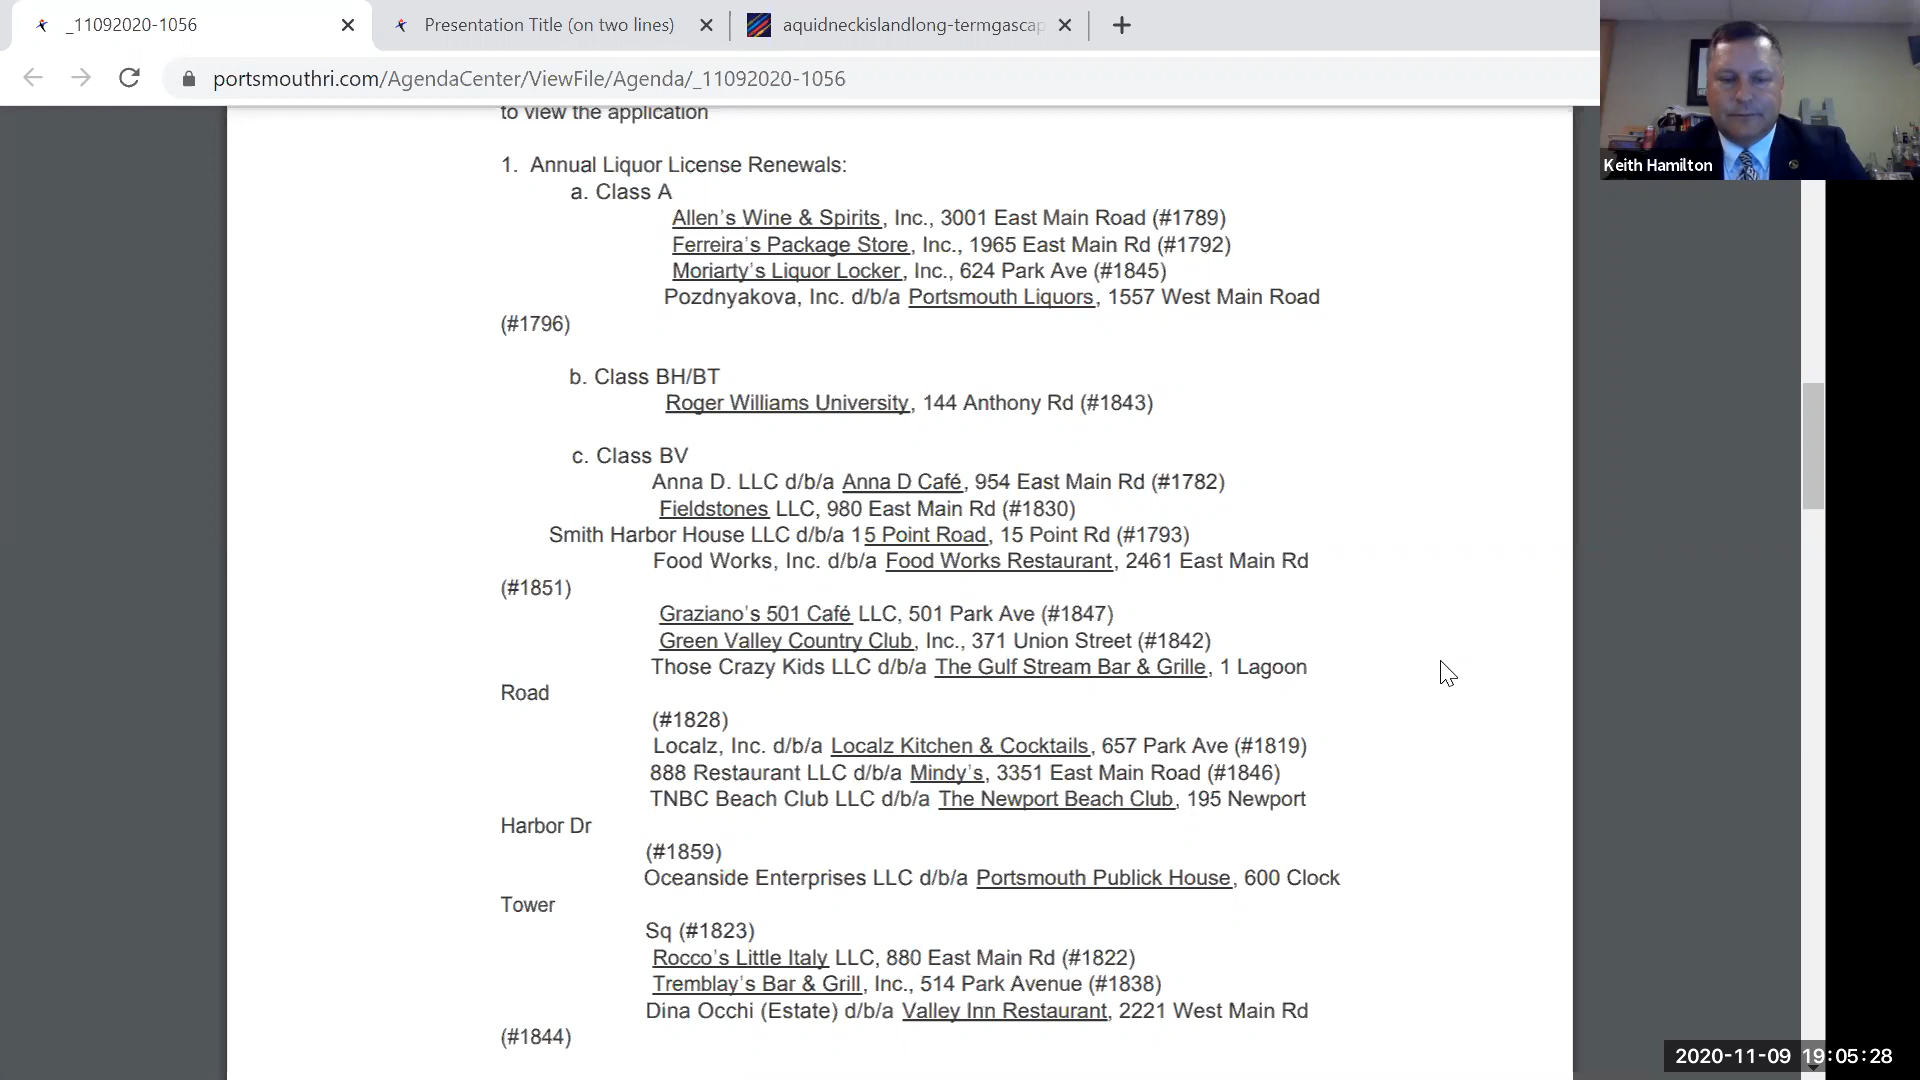 _11092020-1056
Presentation Title (on two lines)
aquidneckislandlong-termgascap
portsmouthri.com/AgendaCenter/ViewFile/Agenda/_11092020-1056
Keith Hamilton
to view the application
1. Annual Liquor License Renewals:
a. Class A
Allen's Wine & Spirits, Inc., 3001 East Main Road (#1789)
Ferreira's Package Store, Inc., 1965 East Main Rd (#1792)
Moriarty's Liquor Locker, Inc., 624 Park Ave (#1845)
Pozdnyakova, Inc. d/b/a Portsmouth Liquors, 1557 West Main Road
(#1796)
b. Class BH/BT
Roger Williams University, 144 Anthony Rd (#1843)
c. Class BV
Anna D. LLC d/b/a Anna D Café, 954 East Main Rd (#1782)
Fieldstones LLC, 980 East Main Rd (#1830)
Smith Harbor House LLC d/b/a 15 Point Road, 15 Point Rd (#1793)
Food Works, Inc. d/b/a Food Works Restaurant, 2461 East Main Rd
(#1851)
Graziano's 501 Café LLC, 501 Park Ave (#1847)
Green Valley Country Club, Inc., 371 Union Street (#1842)
Those Crazy Kids LLC d/b/a The Gulf Stream Bar & Grille, 1 Lagoon
Road
(#1828)
Localz, Inc. d/b/a Localz Kitchen & Cocktails, 657 Park Ave (#1819)
888 Restaurant LLC d/b/a Mindy's, 3351 East Main Road (#1846)
TNBC Beach Club LLC d/b/a The Newport Beach Club, 195 Newport
Harbor Dr
(#1859)
Oceanside Enterprises LLC d/b/a Portsmouth Publick House, 600 Clock
Tower
Sq (#1823)
Rocco's Little Italy LLC, 880 East Main Rd (#1822)
Tremblay's Bar & Grill, Inc., 514 Park Avenue (#1838)
Dina Occhi (Estate) d/b/a Valley Inn Restaurant, 2221 West Main Rd
(#1844)
2020-11-09 19:05:28